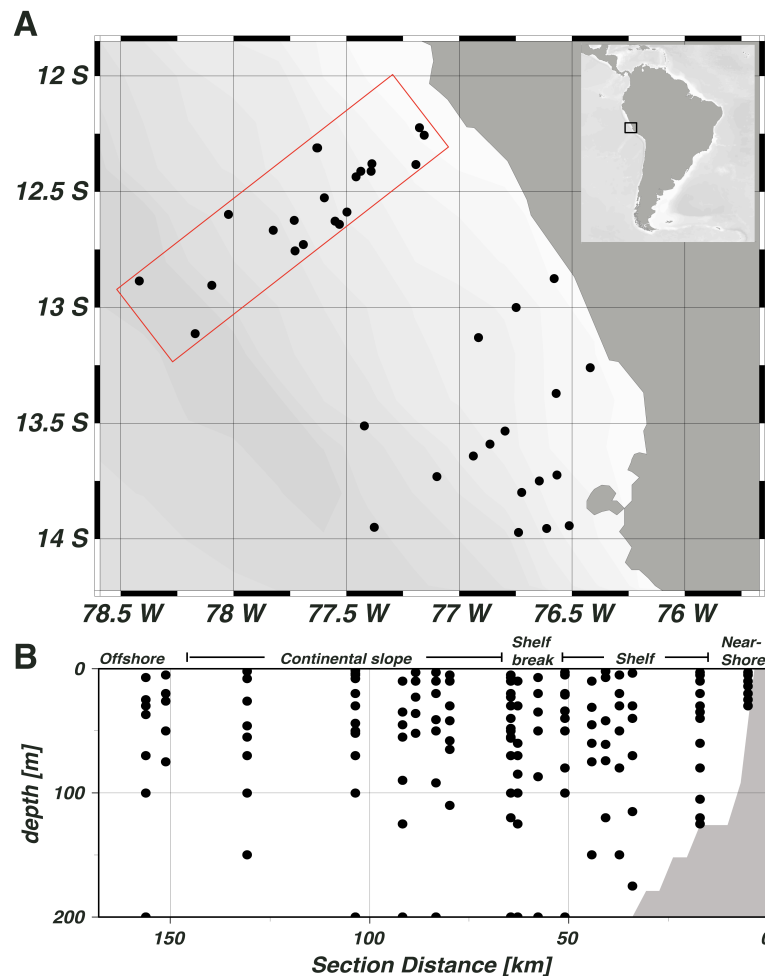 A
12 S
12.5 S
13 S
13.5 S
14 S
78.5 W 78 W 77.5 W 77 W 76.5 W 76 W
B
Offshore Continental slope Shelf break Shelf Near-Shore
0
100
200
depth [m]
150 100 50 0
Section Distance [km]